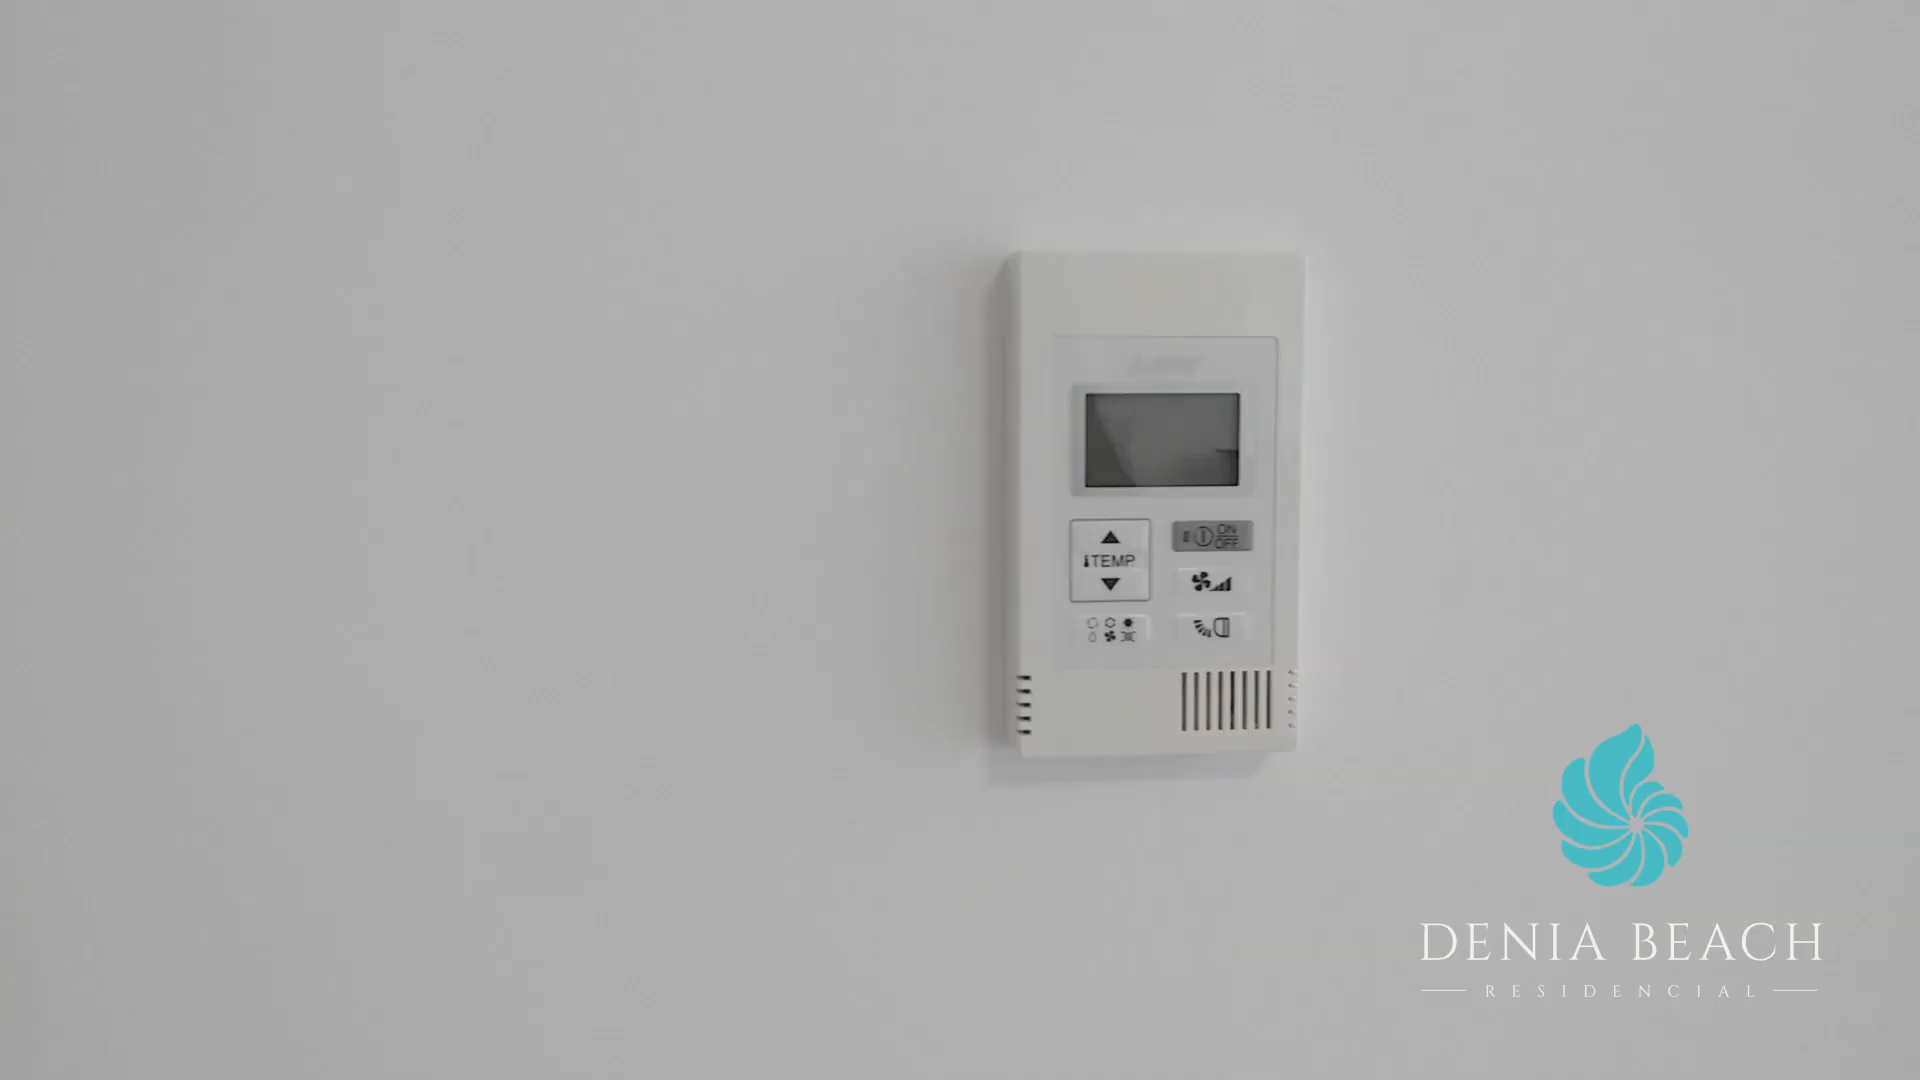 TEMP
ON
OFF
DENIA BEACH
RESIDENCIAL